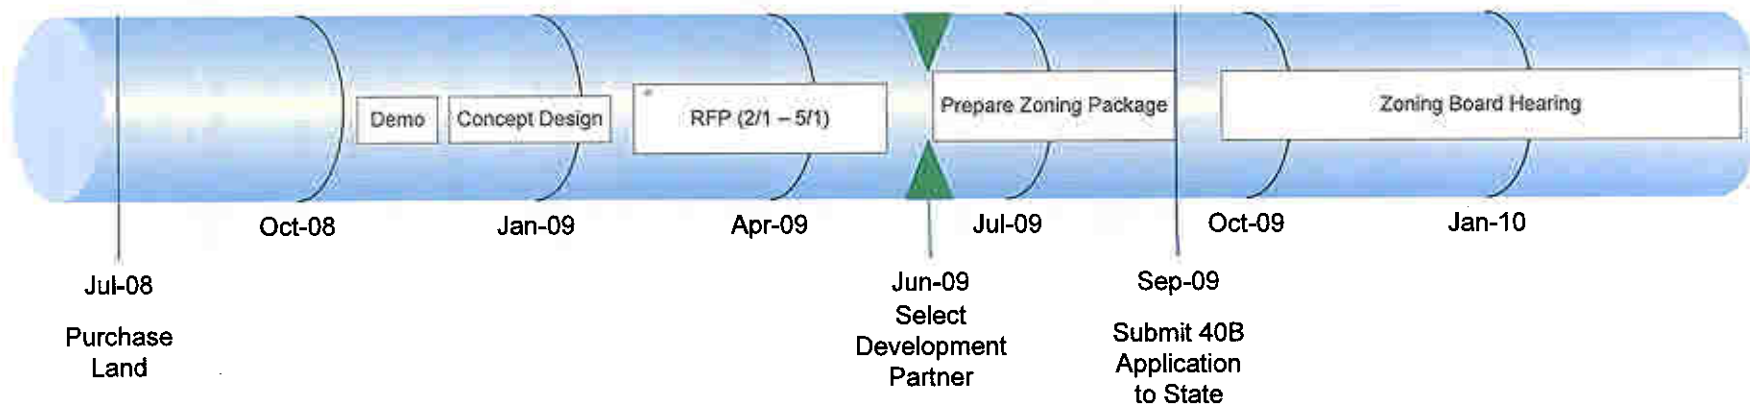 Demo
Concept Design
RFP (2/1 – 5/1)
Prepare Zoning Package
Zoning Board Hearing
Oct-08
Jan-09
Apr-09
Jul-09
Oct-09
Jan-10
Jul-08
Purchase
Land
Jun-09
Select
Development
Partner
Sep-09
Submit 40B
Application
to State